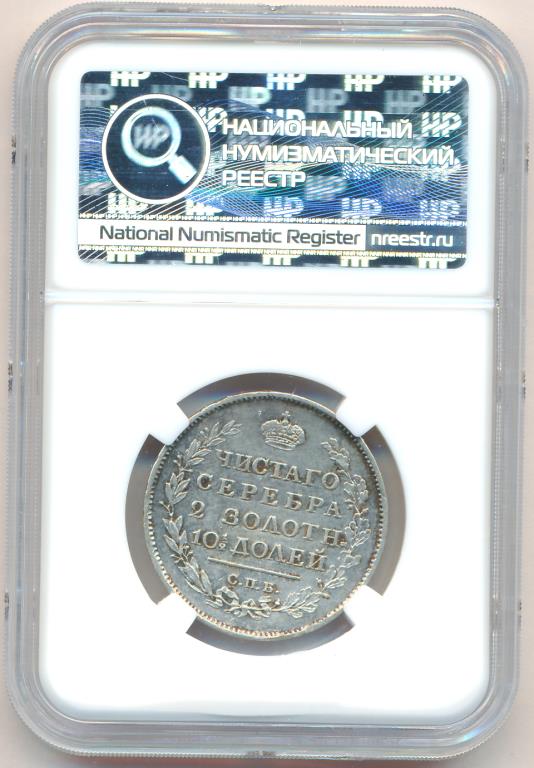 НАЦИОНАЛЬНЫЙ
НУМИЗМАТИЧЕСКИЙ
РЕЕСТР
National Numismatic Register nreestr.ru
ЧИСТАГО
СЕРЕБРА
2 ЗОЛОТН.
10½ ДОЛЕЙ
С.П.Б.